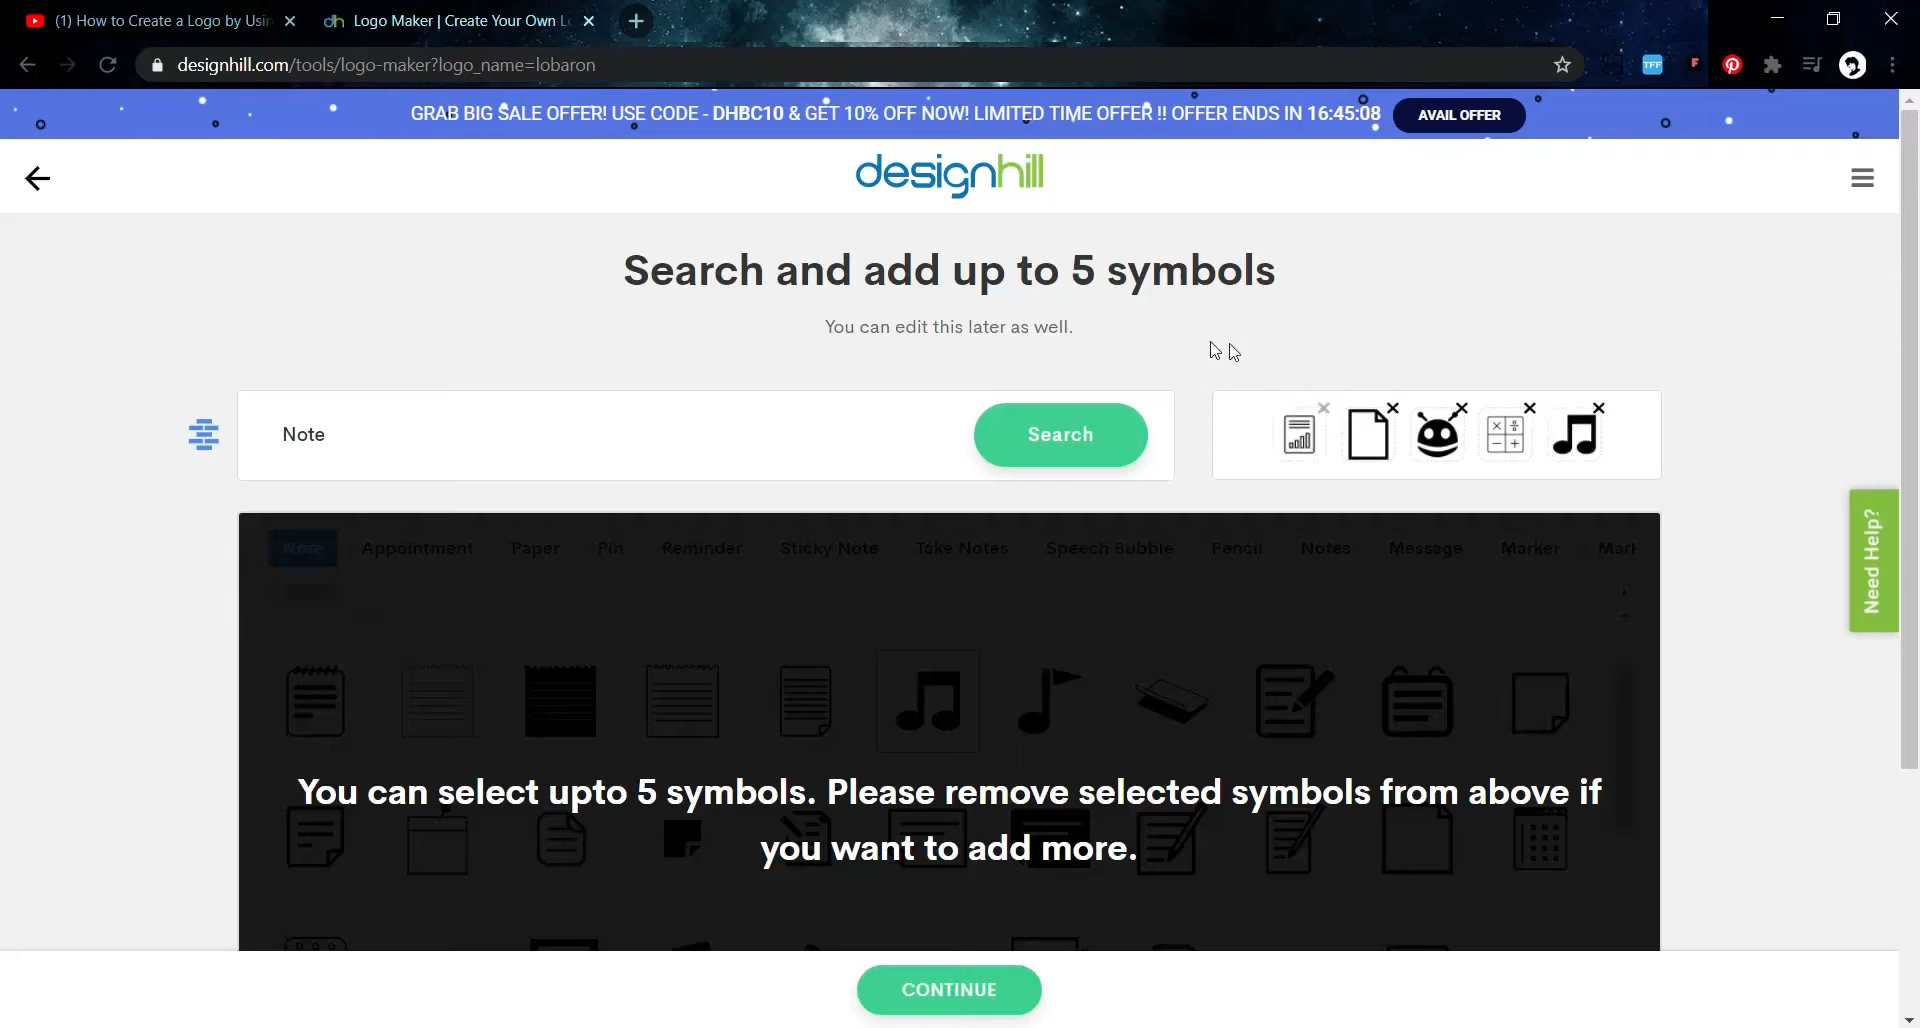 (1) How to Create a Logo by Usin
Logo Maker | Create Your Own Lo
designhill.com/tools/logo-maker?logo_name=lobaron
TFF
GRAB BIG SALE OFFER! USE CODE - DHBC10 & GET 10% OFF NOW! LIMITED TIME OFFER !! OFFER ENDS IN 16:45:08
AVAIL OFFER
designhill
Search and add up to 5 symbols
You can edit this later as well.
Note
Search
Need Help?
Note Appointment Paper Pin Reminder Sticky Note Take Notes Speech Bubble Pencil Notes Message Marker Mark
You can select upto 5 symbols. Please remove selected symbols from above if
you want to add more.
CONTINUE